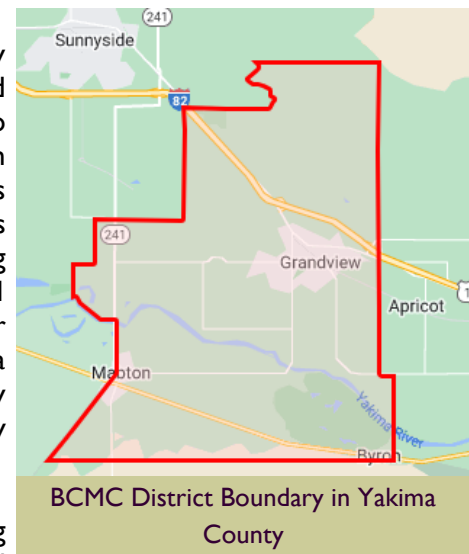 241
Sunnyside
82
241
Grandview
Apricot
Mabton
Yakima River
Byron
BCMC District Boundary in Yakima
County